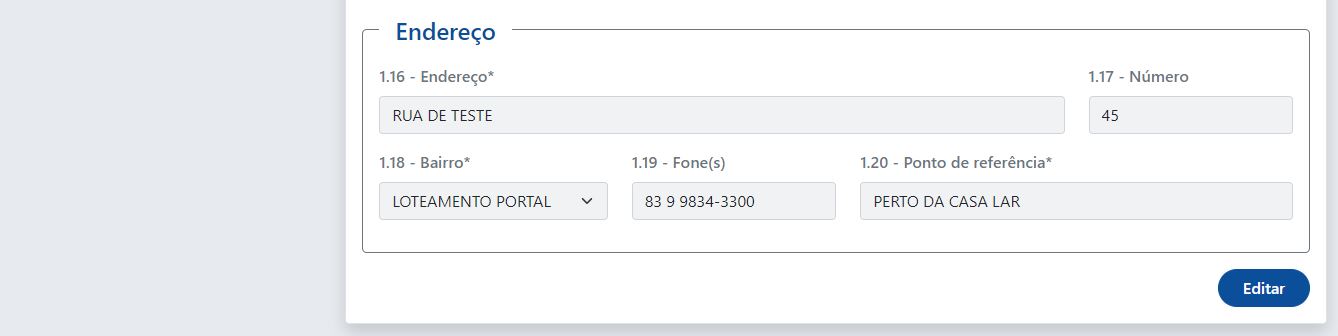 Endereço
1.16 - Endereço* 1.17 - Número
RUA DE TESTE 45
1.18 - Bairro* 1.19 - Fone(s) 1.20 - Ponto de referência*
LOTEAMENTO PORTAL 83 9 9834-3300 PERTO DA CASA LAR
Editar